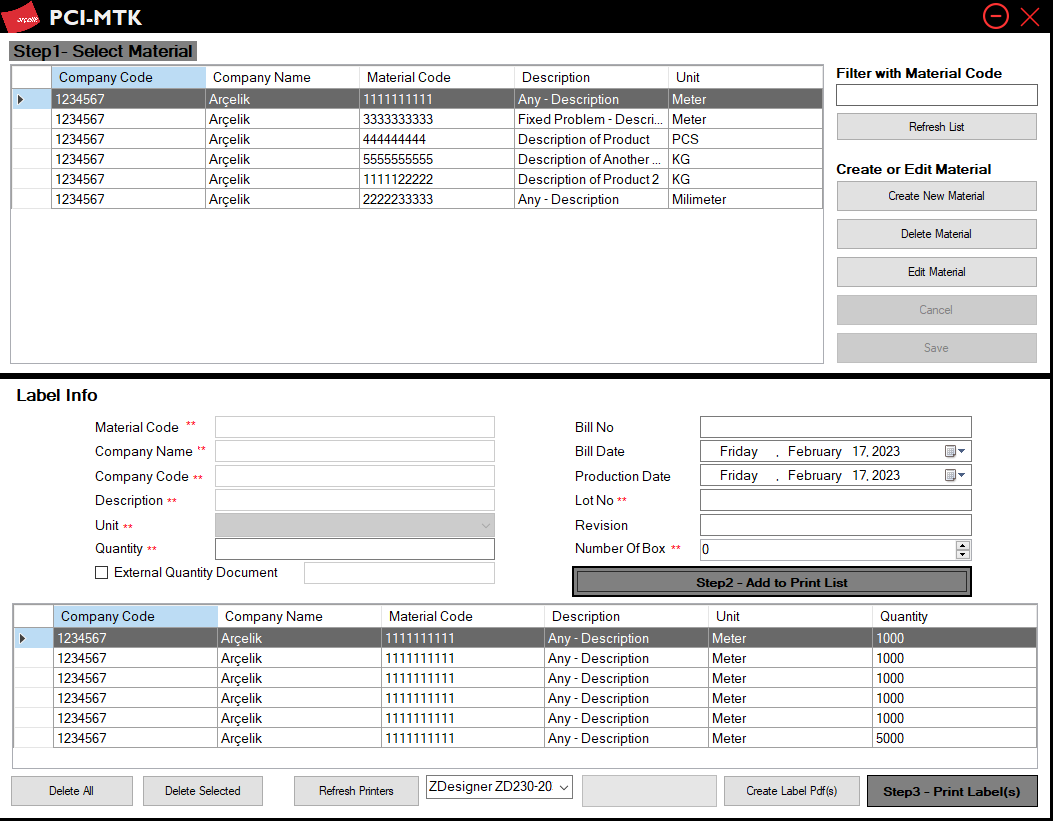 arçelik PCI-MTK
Step1- Select Material
Company Code Company Name Material Code Description Unit
1234567 Arçelik 1111111111 Any - Description Meter
1234567 Arçelik 3333333333 Fixed Problem - Descri... Meter
1234567 Arçelik 444444444 Description of Product PCS
1234567 Arçelik 5555555555 Description of Another ... KG
1234567 Arçelik 1111122222 Description of Product 2 KG
1234567 Arçelik 2222233333 Any - Description Milimeter
Filter with Material Code
Refresh List
Create or Edit Material
Create New Material
Delete Material
Edit Material
Cancel
Save
Label Info
Material Code **
Company Name **
Company Code **
Description **
Unit **
Quantity **
External Quantity Document
Bill No
Bill Date Friday , February 17, 2023
Production Date Friday , February 17, 2023
Lot No **
Revision
Number Of Box ** 0
Step2 - Add to Print List
Company Code Company Name Material Code Description Unit Quantity
1234567 Arçelik 1111111111 Any - Description Meter 1000
1234567 Arçelik 1111111111 Any - Description Meter 1000
1234567 Arçelik 1111111111 Any - Description Meter 1000
1234567 Arçelik 1111111111 Any - Description Meter 1000
1234567 Arçelik 1111111111 Any - Description Meter 1000
1234567 Arçelik 1111111111 Any - Description Meter 5000
Delete All Delete Selected Refresh Printers ZDesigner ZD230-20 Create Label Pdf(s) Step3 - Print Label(s)